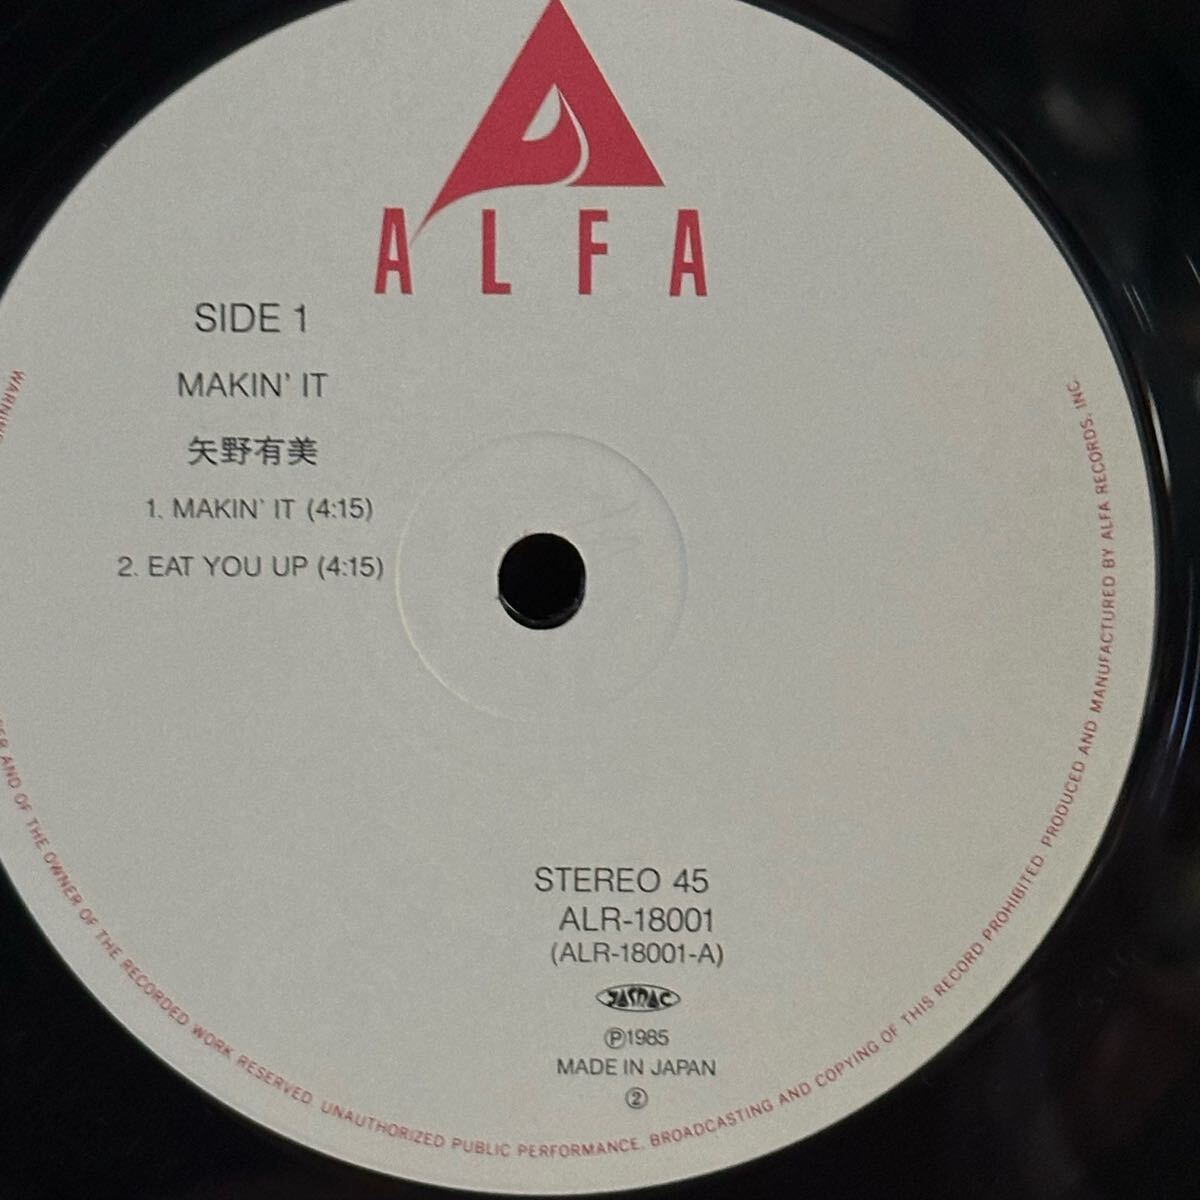 ALFA
SIDE 1
MAKIN' IT
矢野有美
1. MAKIN' IT (4:15)
2. EAT YOU UP (4:15)
STEREO 45
ALR-18001
(ALR-18001-A)
JASRAC
Ⓟ1985
MADE IN JAPAN
②
AND OF THE OWNER OF THE RECORDED WORK RESERVED. UNAUTHORIZED PUBLIC PERFORMANCE. BROADCASTING AND COPYING OF THIS RECORD PROHIBITED PRODUCED AND MANUFACTURED BY ALFA RECORDS, INC.